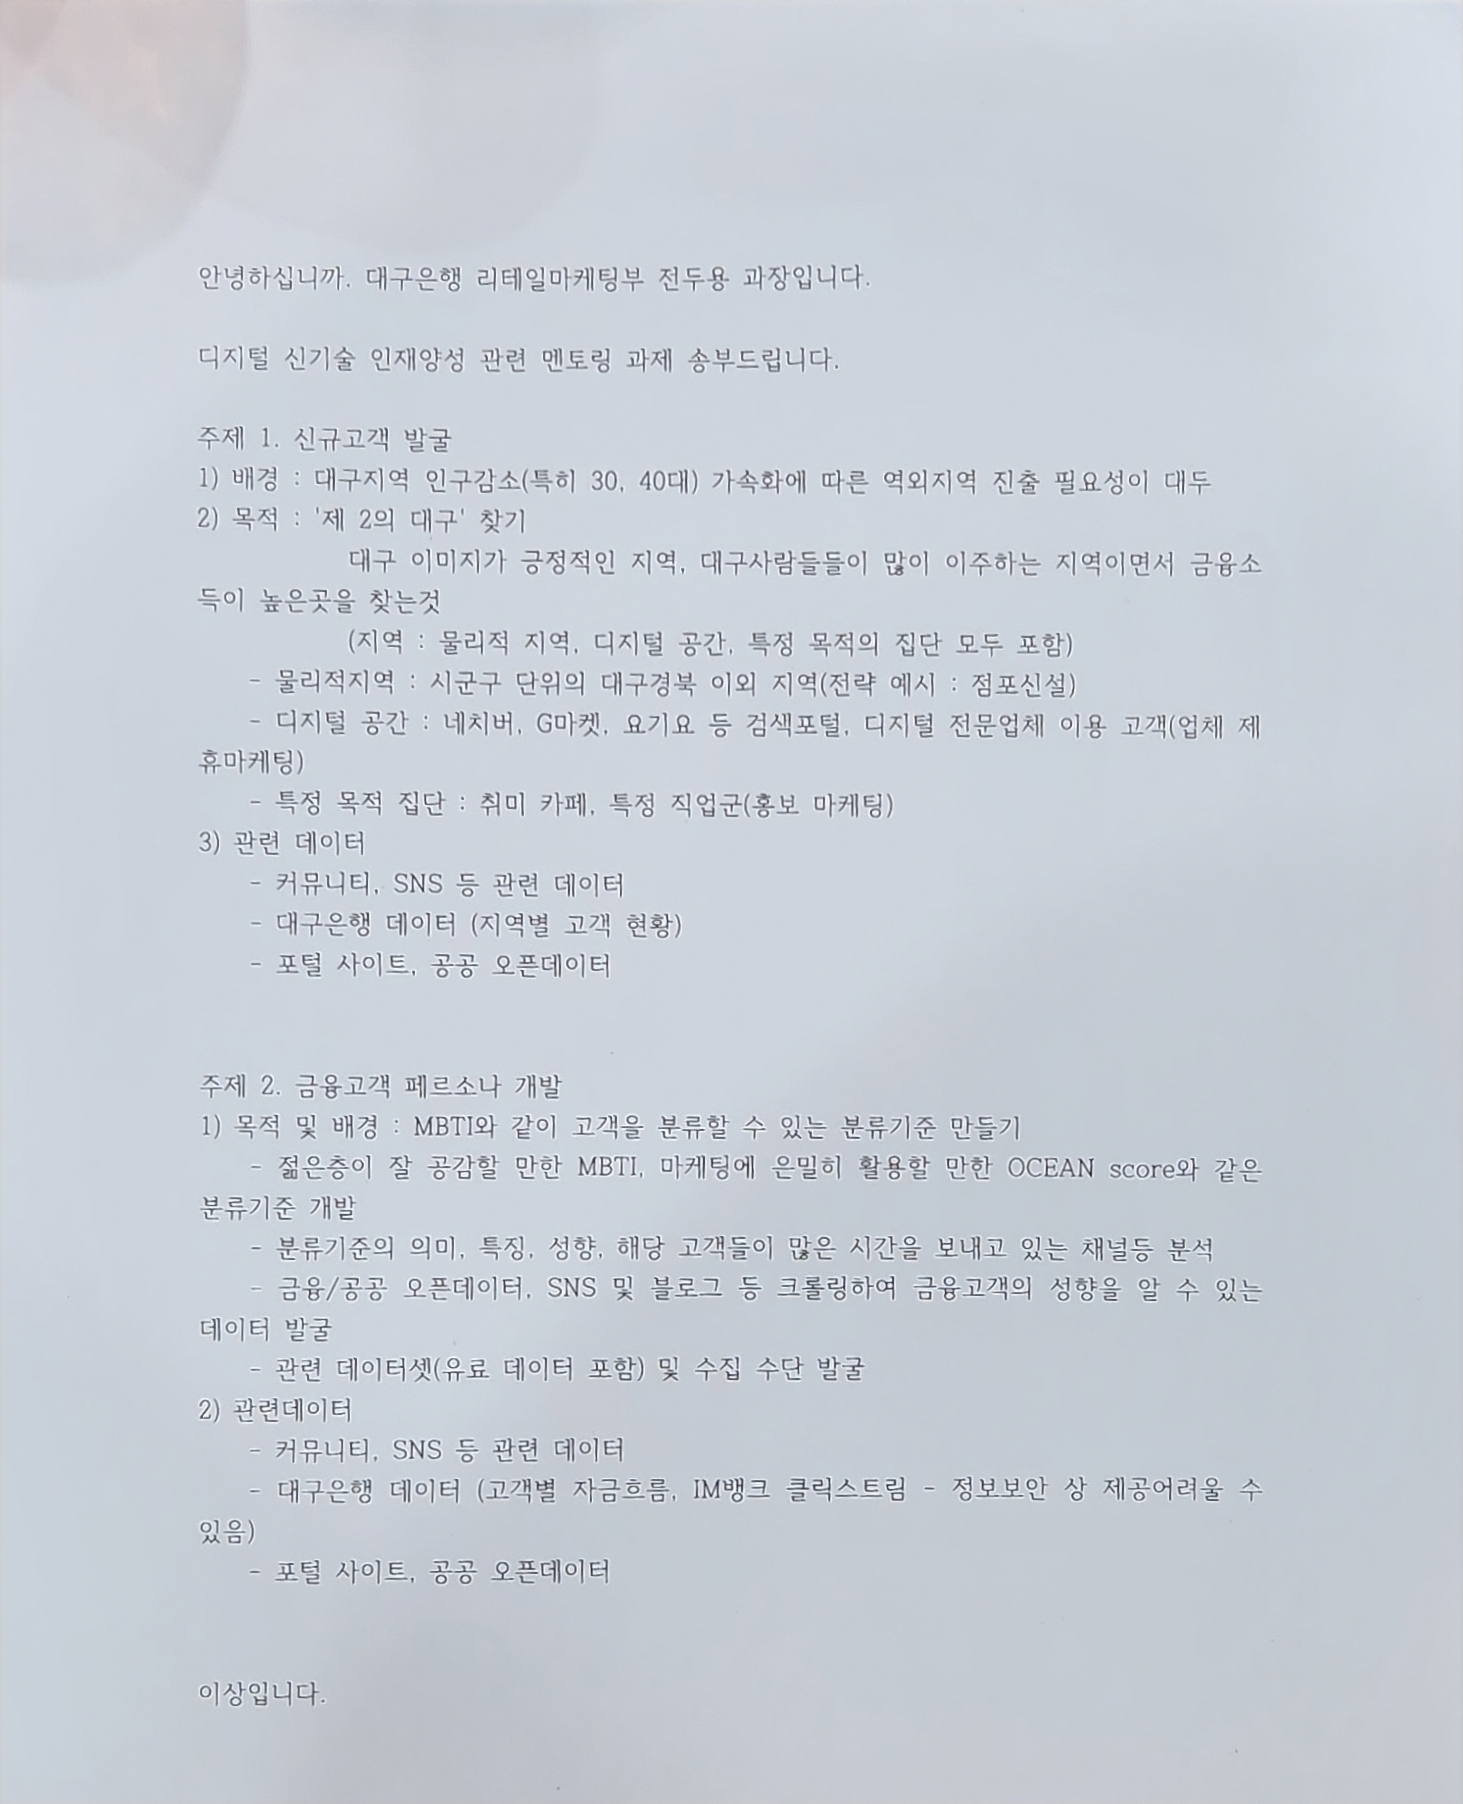 안녕하십니까. 대구은행 리테일마케팅부 전두용 과장입니다.
디지털 신기술 인재양성 관련 멘토링 과제 송부드립니다.
주제 1. 신규고객 발굴
1) 배경 : 대구지역 인구감소(특히 30, 40대) 가속화에 따른 역외지역 진출 필요성이 대두
2) 목적 : '제 2의 대구' 찾기
대구 이미지가 긍정적인 지역, 대구사람들들이 많이 이주하는 지역이면서 금융소
득이 높은곳을 찾는것
(지역 : 물리적 지역, 디지털 공간, 특정 목적의 집단 모두 포함)
- 물리적지역 : 시군구 단위의 대구경북 이외 지역(전략 예시 : 점포신설)
- 디지털 공간 : 네치버, G마켓, 요기요 등 검색포털, 디지털 전문업체 이용 고객(업체 제
휴마케팅)
- 특정 목적 집단 : 취미 카페, 특정 직업군(홍보 마케팅)
3) 관련 데이터
- 커뮤니티, SNS 등 관련 데이터
- 대구은행 데이터 (지역별 고객 현황)
- 포털 사이트, 공공 오픈데이터
주제 2. 금융고객 페르소나 개발
1) 목적 및 배경 : MBTI와 같이 고객을 분류할 수 있는 분류기준 만들기
- 젊은층이 잘 공감할 만한 MBTI, 마케팅에 은밀히 활용할 만한 OCEAN score와 같은
분류기준 개발
- 분류기준의 의미, 특징, 성향, 해당 고객들이 많은 시간을 보내고 있는 채널등 분석
- 금융/공공 오픈데이터, SNS 및 블로그 등 크롤링하여 금융고객의 성향을 알 수 있는
데이터 발굴
- 관련 데이터셋(유료 데이터 포함) 및 수집 수단 발굴
2) 관련데이터
- 커뮤니티, SNS 등 관련 데이터
- 대구은행 데이터 (고객별 자금흐름, IM뱅크 클릭스트림 - 정보보안 상 제공어려울 수
있음)
- 포털 사이트, 공공 오픈데이터
이상입니다.